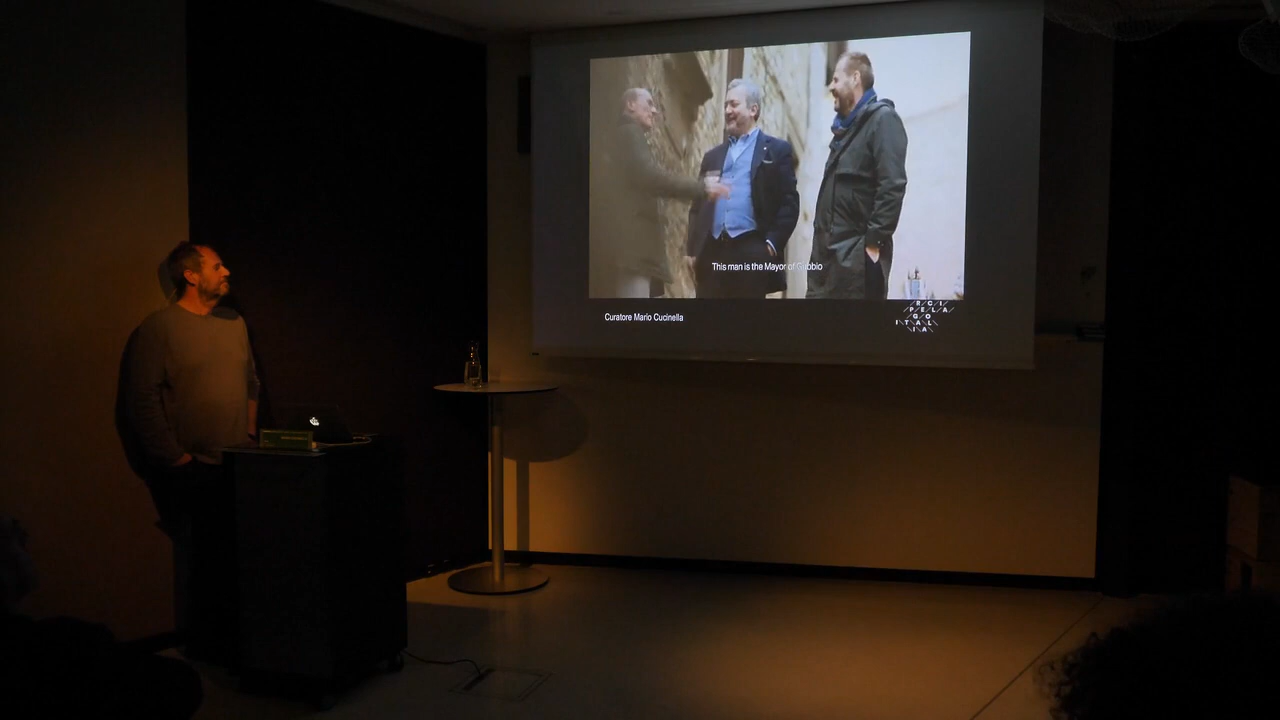 This man is the Mayor of Gubbio
Curatore Mario Cucinella
/R/C/I/
/P/E/L/A/
/G/O
I\T\A\L\
\I\A\